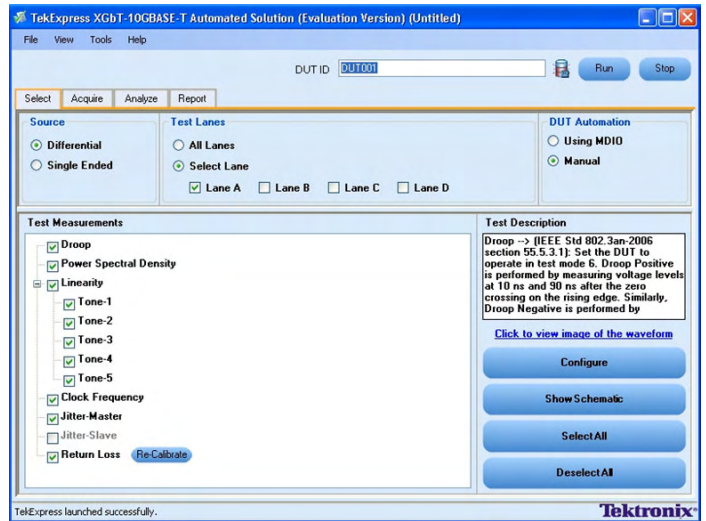 TekExpress XGbT-10GBASE-T Automated Solution (Evaluation Version) (Untitled)
File View Tools Help
DUT ID DUT001 Run Stop
Select Acquire Analyze Report
Source Test Lanes DUT Automation
Differential All Lanes Using MDIO
Single Ended Select Lane Manual
Lane A Lane B Lane C Lane D
Test Measurements
Droop
Power Spectral Density
Linearity
Tone-1
Tone-2
Tone-3
Tone-4
Tone-5
Clock Frequency
Jitter-Master
Jitter-Slave
Return Loss Re-Calibrate
Test Description
Droop --> (IEEE Std 802.3an-2006
section 55.5.3.1): Set the DUT to
operate in test mode 6. Droop Positive
is performed by measuring voltage levels
at 10 ns and 90 ns after the zero
crossing on the rising edge. Similarly,
Droop Negative is performed by
Click to view image of the waveform
Configure
Show Schematic
Select All
Deselect All
TekExpress launched successfully.
Tektronix